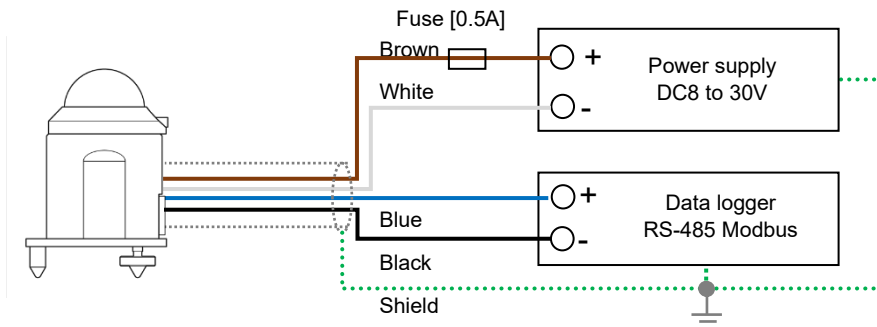 Fuse [0.5A]
Brown
+
Power supply
DC8 to 30V
White
-
+
Data logger
RS-485 Modbus
Blue
-
Black
Shield